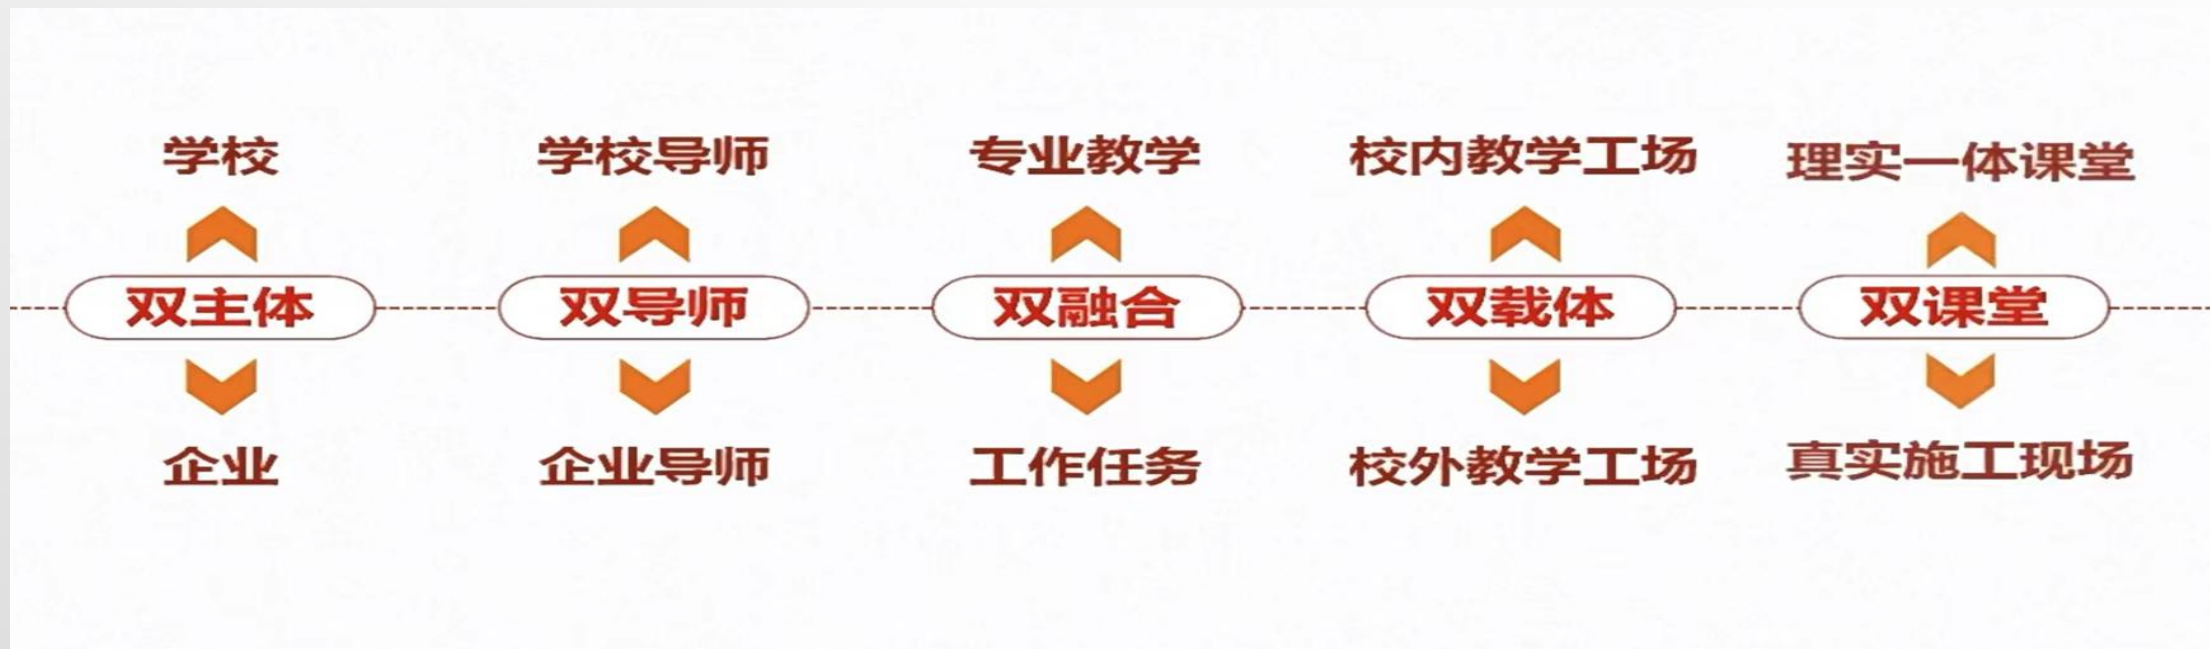 学校
学校导师
专业教学
校内教学工场
理实一体课堂
双主体
双导师
双融合
双载体
双课堂
企业
企业导师
工作任务
校外教学工场
真实施工现场